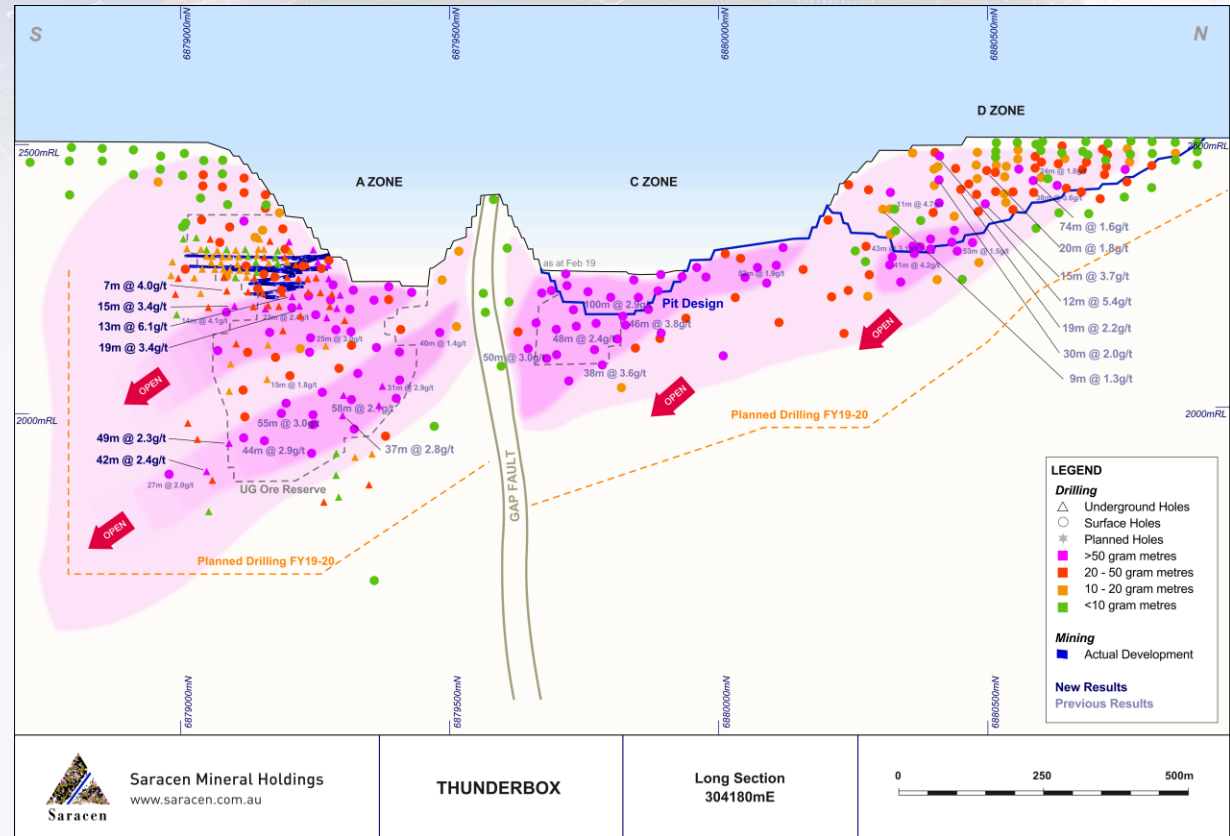 S
6879000mN
6879500mN
6880000mN
6880500mN
N
D ZONE
2500mRL
2500mRL
A ZONE
C ZONE
24m @ 1.8g/t
38m @ 3.6g/t
11m @ 4.7g/t
74m @ 1.6g/t
20m @ 1.8g/t
43m @ 3.1g/t
53m @ 1.5g/t
41m @ 4.2g/t
as at Feb 19
82m @ 1.9g/t
15m @ 3.7g/t
7m @ 4.0g/t
15m @ 3.4g/t
13m @ 6.1g/t
19m @ 3.4g/t
14m @ 4.1g/t
25m @ 3.0g/t
40m @ 1.4g/t
100m @ 2.9g/t
Pit Design
46m @ 3.8g/t
48m @ 2.4g/t
12m @ 5.4g/t
19m @ 2.2g/t
30m @ 2.0g/t
9m @ 1.3g/t
OPEN
50m @ 3.0g/t
38m @ 3.6g/t
OPEN
OPEN
15m @ 1.8g/t
31m @ 2.9g/t
58m @ 2.4g/t
55m @ 3.0g/t
2000mRL
2000mRL
Planned Drilling FY19-20
49m @ 2.3g/t
42m @ 2.4g/t
44m @ 2.9g/t
37m @ 2.8g/t
27m @ 2.0g/t
UG Ore Reserve
GAP FAULT
OPEN
Planned Drilling FY19-20
LEGEND
Drilling
Underground Holes
Surface Holes
Planned Holes
>50 gram metres
20 - 50 gram metres
10 - 20 gram metres
<10 gram metres
Mining
Actual Development
New Results
Previous Results
6879000mN
6879500mN
6880000mN
6880500mN
Saracen
Saracen Mineral Holdings
www.saracen.com.au
THUNDERBOX
Long Section
304180mE
0
250
500m